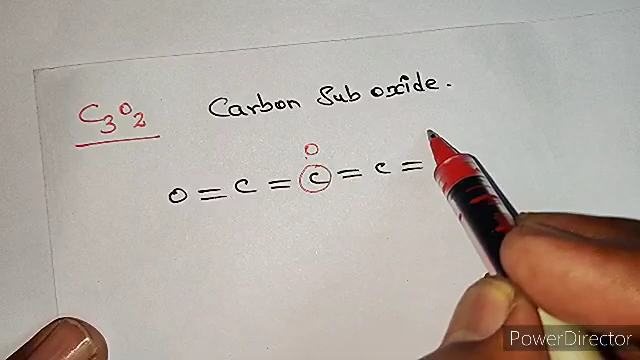 C3O2 Carbon Sub oxide.
O
O = C = C = C =
PowerDirector